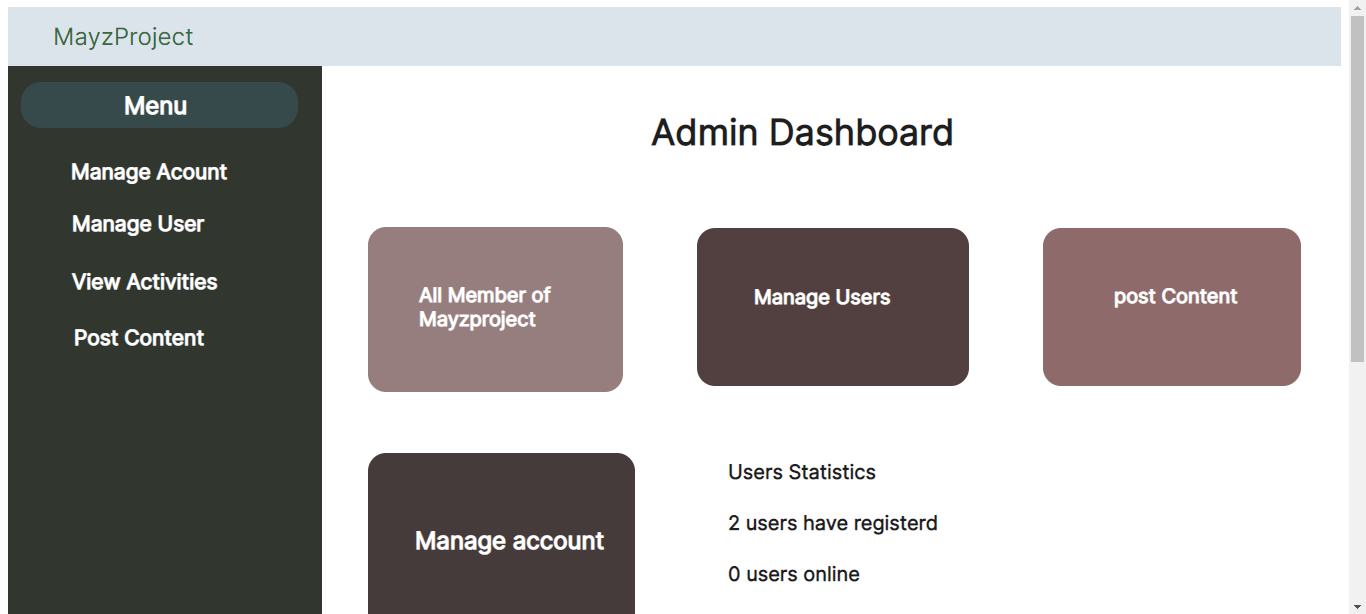 MayzProject
Menu
Manage Acount
Manage User
View Activities
Post Content
Admin Dashboard
All Member of
Mayzproject
Manage Users
post Content
Manage account
Users Statistics
2 users have registerd
0 users online